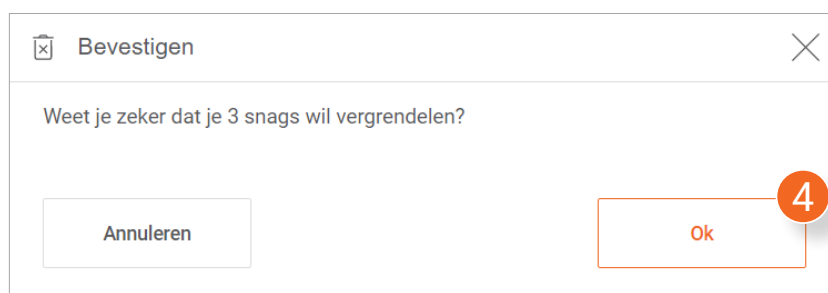 Bevestigen
Weet je zeker dat je 3 snags wil vergrendelen?
Annuleren
Ok
4